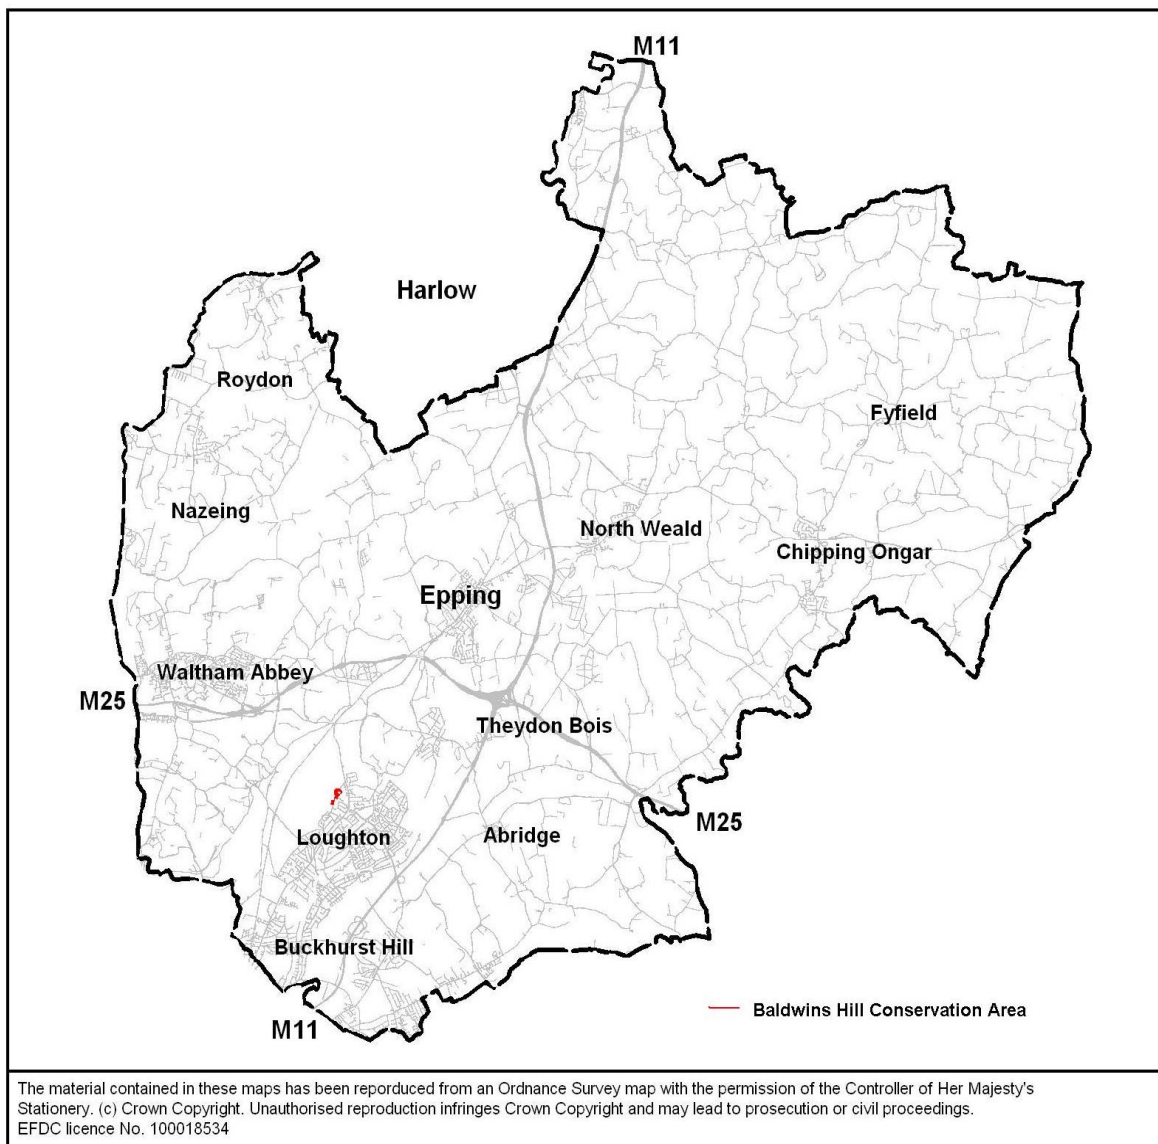 M11
Harlow
Roydon
Fyfield
Nazeing
North Weald
Chipping Ongar
Epping
Waltham Abbey
M25
Theydon Bois
M25
Loughton
Abridge
Buckhurst Hill
Baldwins Hill Conservation Area
M11
The material contained in these maps has been reporduced from an Ordnance Survey map with the permission of the Controller of Her Majesty's
Stationery. (c) Crown Copyright. Unauthorised reproduction infringes Crown Copyright and may lead to prosecution or civil proceedings.
EFDC licence No. 100018534